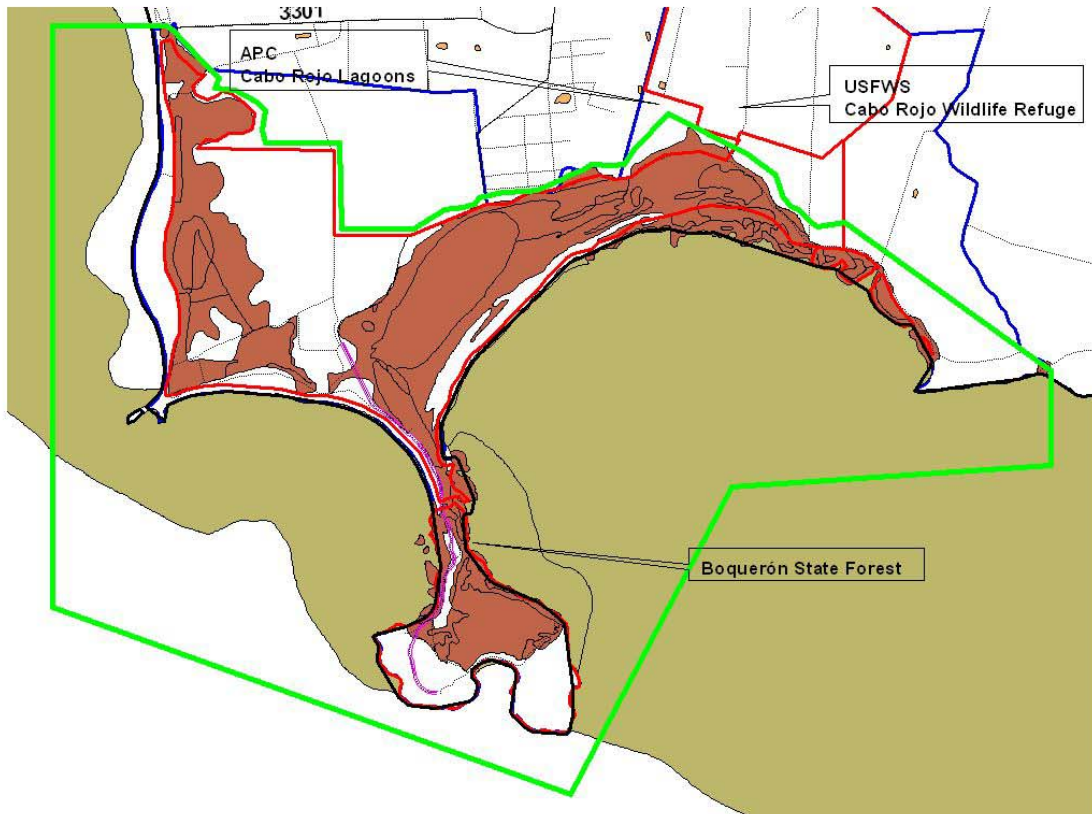 3301
APC
Cabo Rojo Lagoons
USFWS
Cabo Rojo Wildlife Refuge
Boquerón State Forest